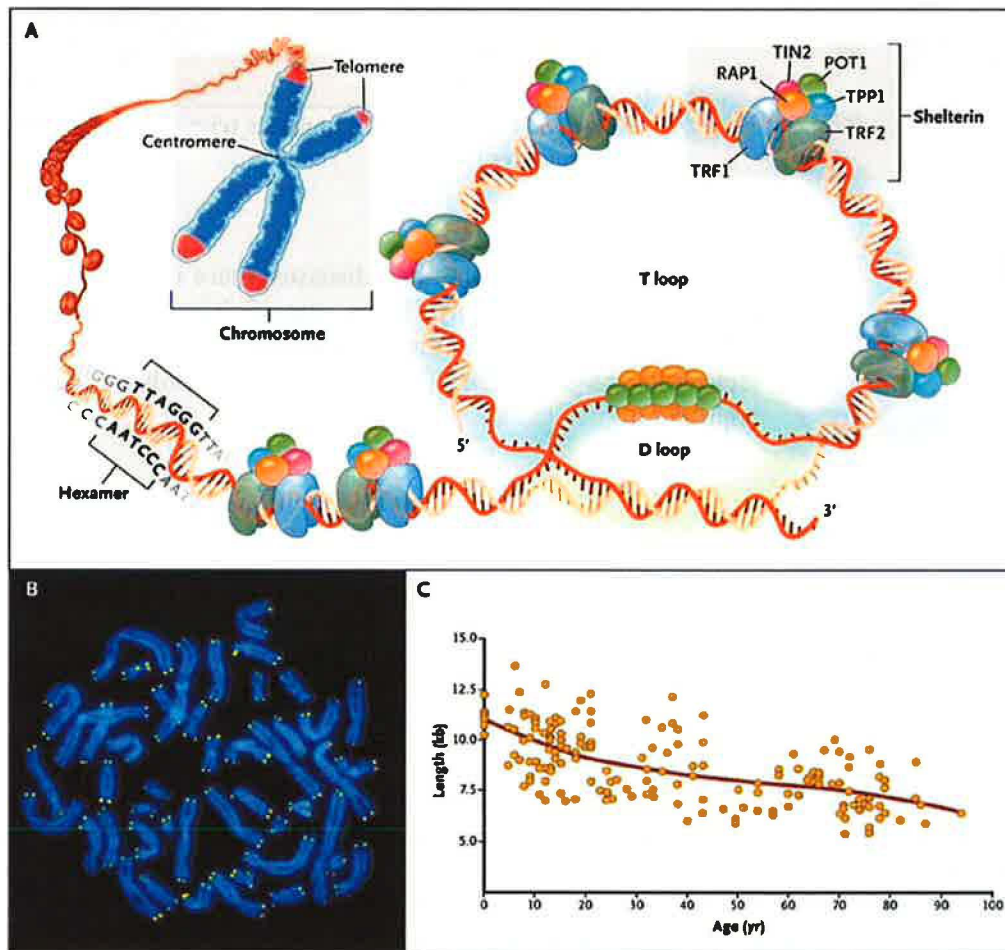 A
Telomere
Centromere
Chromosome
GGGTTAGGGTTA
CCCAATCCCAAT
Hexamer
TIN2
POT1
RAP1
TPP1
Shelterin
TRF2
TRF1
T loop
5′
D loop
3′
B
C
15.0
12.5
10.0
7.5
5.0
Length (kb)
0
10
20
30
40
50
60
70
80
90
100
Age (yr)